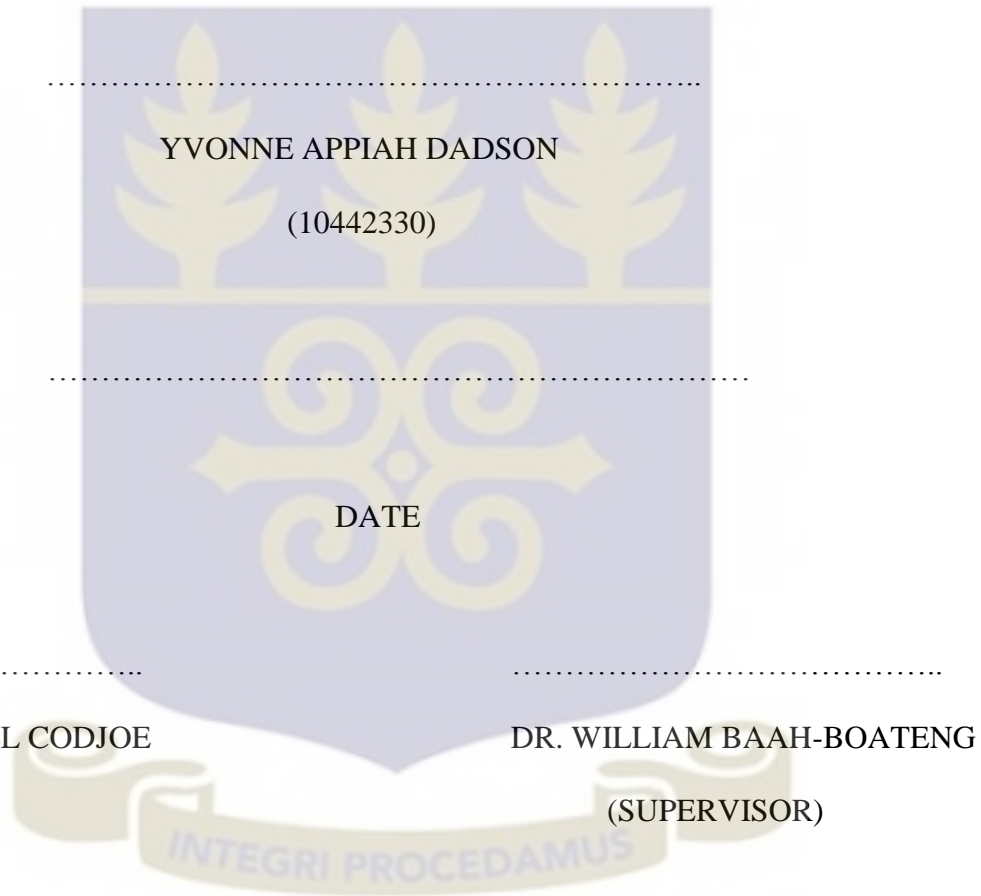 ……………………………………………………………..
YVONNE APPIAH DADSON
(10442330)
…………………………………………………………………
DATE
………….. ……………………………………..
L CODJOE DR. WILLIAM BAAH-BOATENG
(SUPERVISOR)
INTEGRI PROCEDAMUS